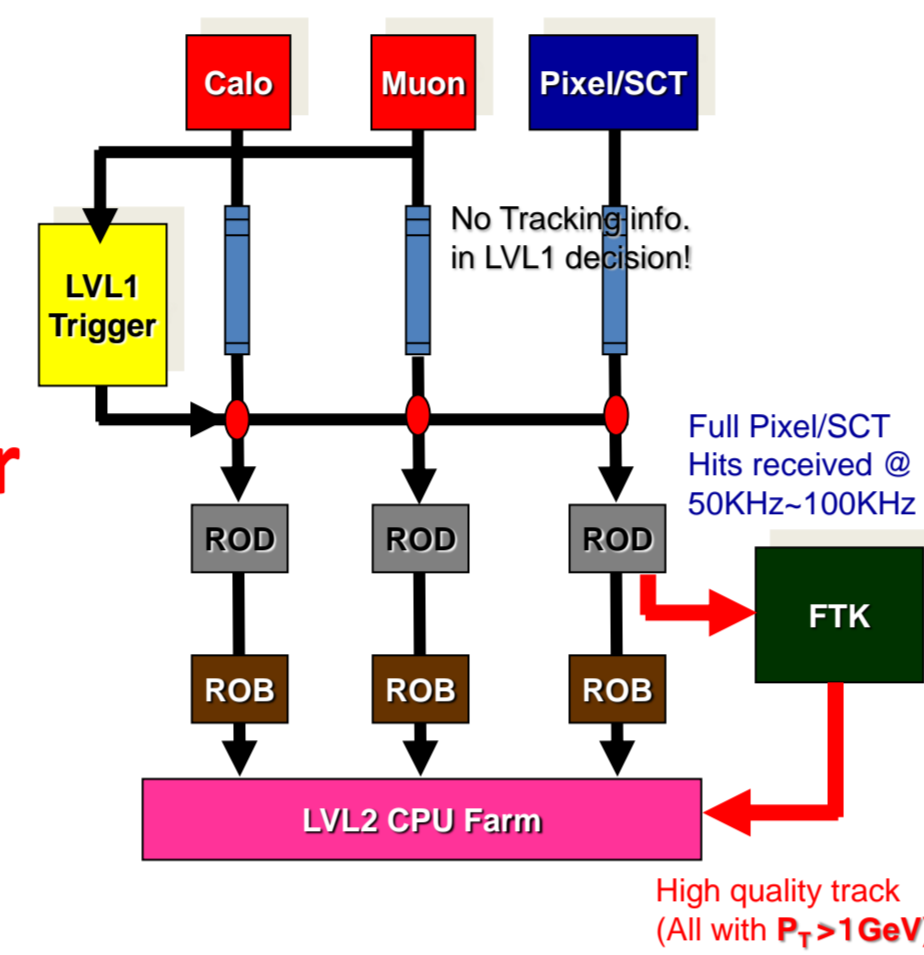 Calo
Muon
Pixel/SCT
No Tracking info.
in LVL1 decision!
LVL1
Trigger
r
Full Pixel/SCT
Hits received @
50KHz~100KHz
ROD
ROD
ROD
FTK
ROB
ROB
ROB
LVL2 CPU Farm
High quality track
(All with PT >1GeV)